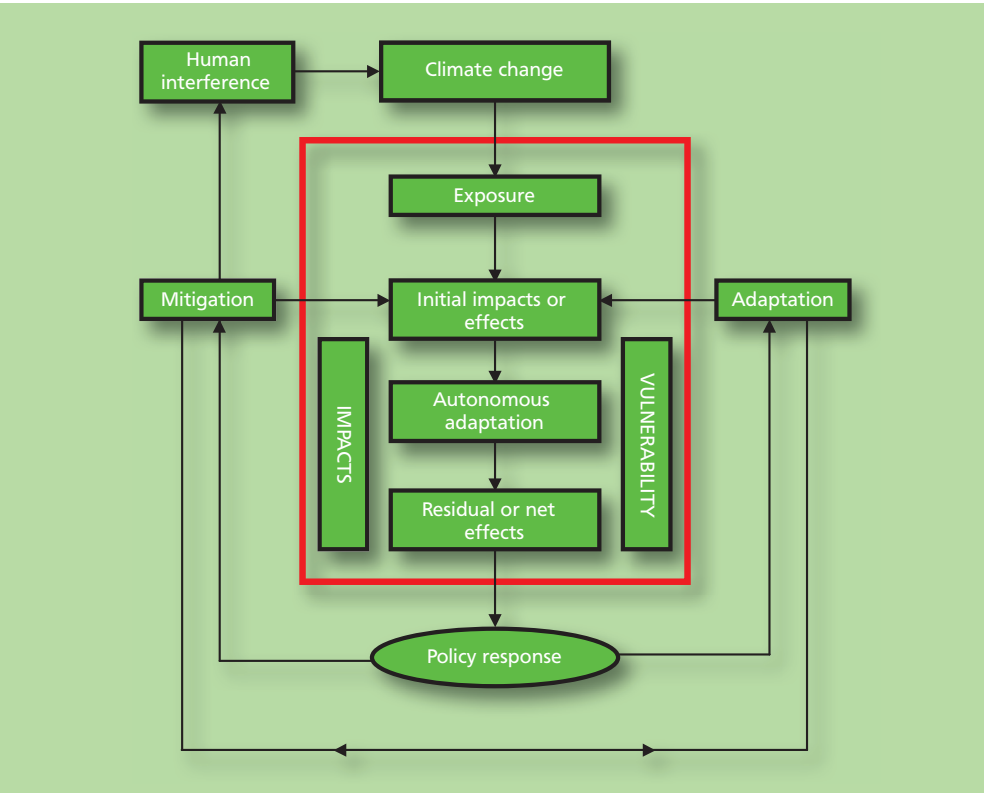 Human
interference
Climate change
Exposure
Mitigation
Initial impacts or
effects
Adaptation
IMPACTS
Autonomous
adaptation
VULNERABILITY
Residual or net
effects
Policy response